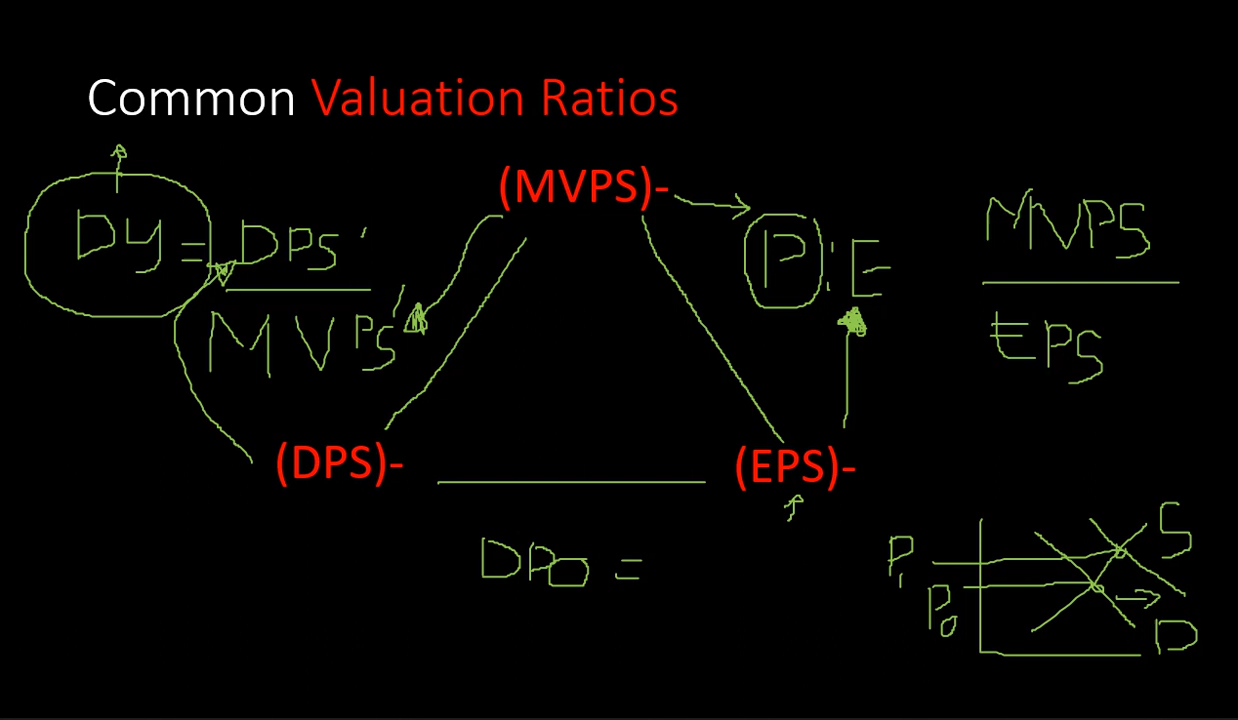 Common Valuation Ratios
(MVPS)-
DY = DPS
MVPS
P:E
MVPS
EPS
(DPS)-
(EPS)-
DPO =
S
P1
P0
D